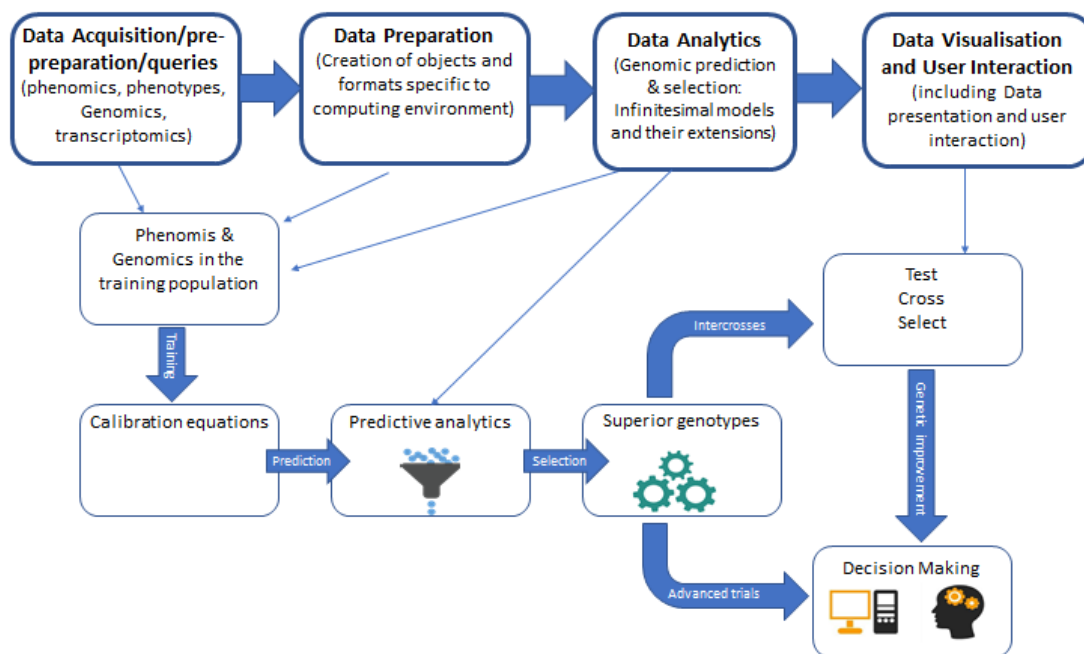 Data Acquisition/pre-
preparation/queries
(phenomics, phenotypes,
Genomics,
transcriptomics)
Data Preparation
(Creation of objects and
formats specific to
computing environment)
Data Analytics
(Genomic prediction
& selection:
Infinitesimal models
and their extensions)
Data Visualisation
and User Interaction
(including Data
presentation and user
interaction)
Phenomis &
Genomics in the
training population
Test
Cross
Select
Intercrosses
Training
Genetic improvement
Calibration equations
Prediction
Predictive analytics
Selection
Superior genotypes
Advanced trials
Decision Making